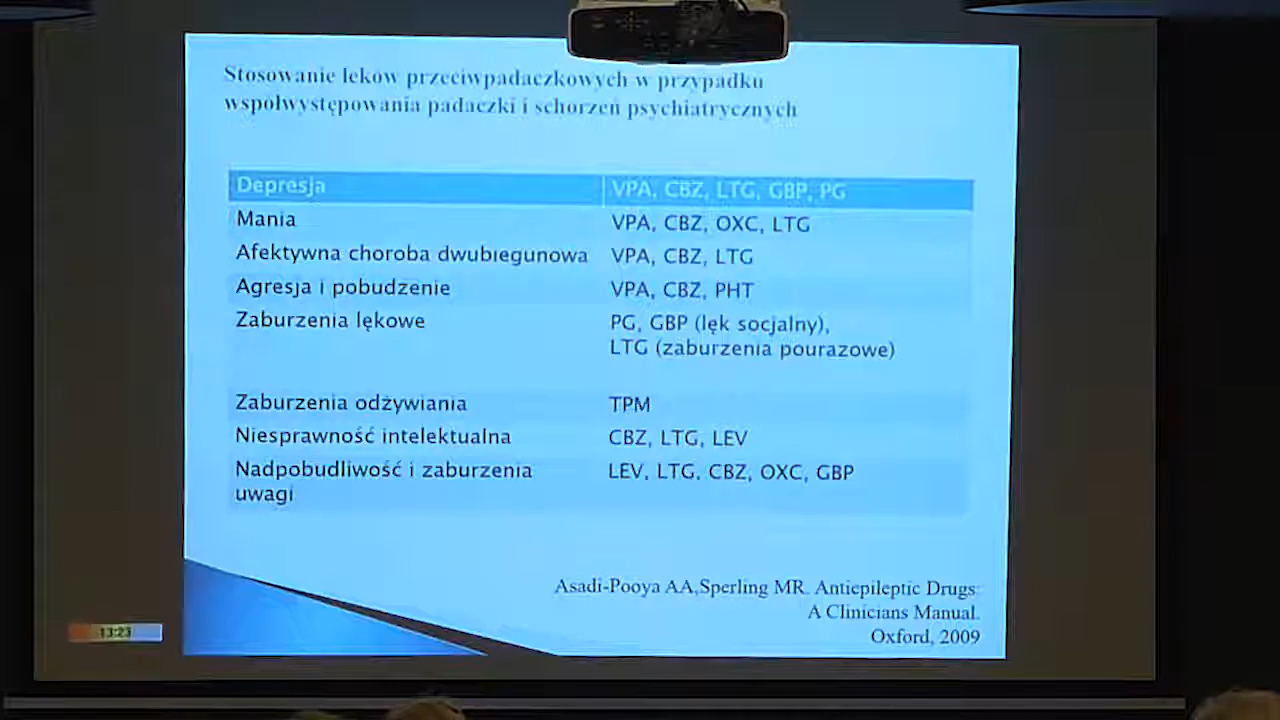 Stosowanie leków przeciwpadaczkowych w przypadku
współwystępowania padaczki i schorzeń psychiatrycznych
Depresja VPA, CBZ, LTG, GBP, PG
Mania VPA, CBZ, OXC, LTG
Afektywna choroba dwubiegunowa VPA, CBZ, LTG
Agresja i pobudzenie VPA, CBZ, PHT
Zaburzenia lękowe PG, GBP (lęk socjalny),
LTG (zaburzenia pourazowe)
Zaburzenia odżywiania TPM
Niesprawność intelektualna CBZ, LTG, LEV
Nadpobudliwość i zaburzenia LEV, LTG, CBZ, OXC, GBP
uwagi
Asadi-Pooya AA,Sperling MR. Antiepileptic Drugs:
A Clinicians Manual.
Oxford, 2009
13:23